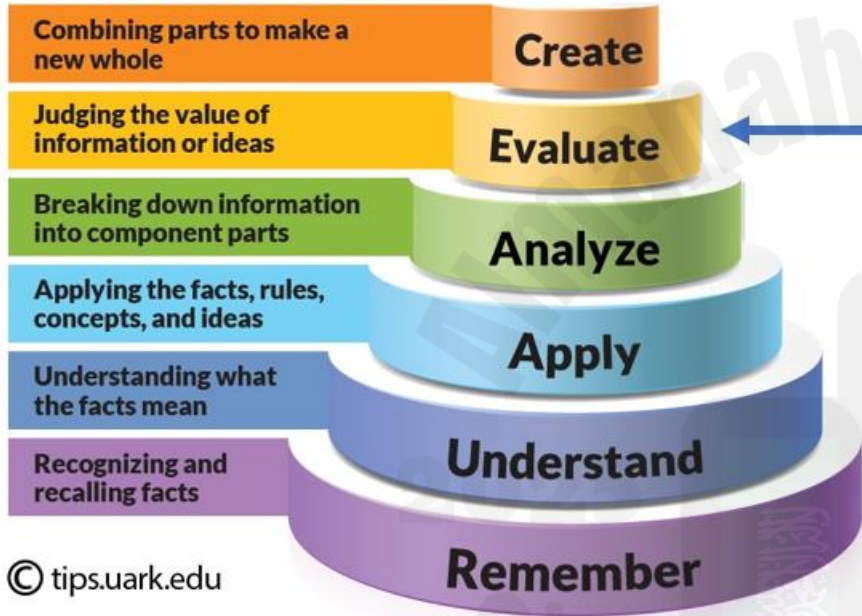 Combining parts to make a
new whole
Create
Judging the value of
information or ideas
Evaluate
Breaking down information
into component parts
Analyze
Applying the facts, rules,
concepts, and ideas
Apply
Understanding what
the facts mean
Understand
Recognizing and
recalling facts
Remember
© tips.uark.edu